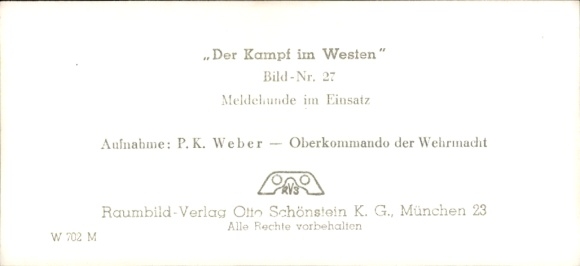 „Der Kampf im Westen"
Bild-Nr. 27
Meldehunde im Einsatz
Aufnahme: P. K. Weber — Oberkommando der Wehrmacht
RVS
Raumbild-Verlag Otto Schönstein K. G., München 23
Alle Rechte vorbehalten
W 702 M